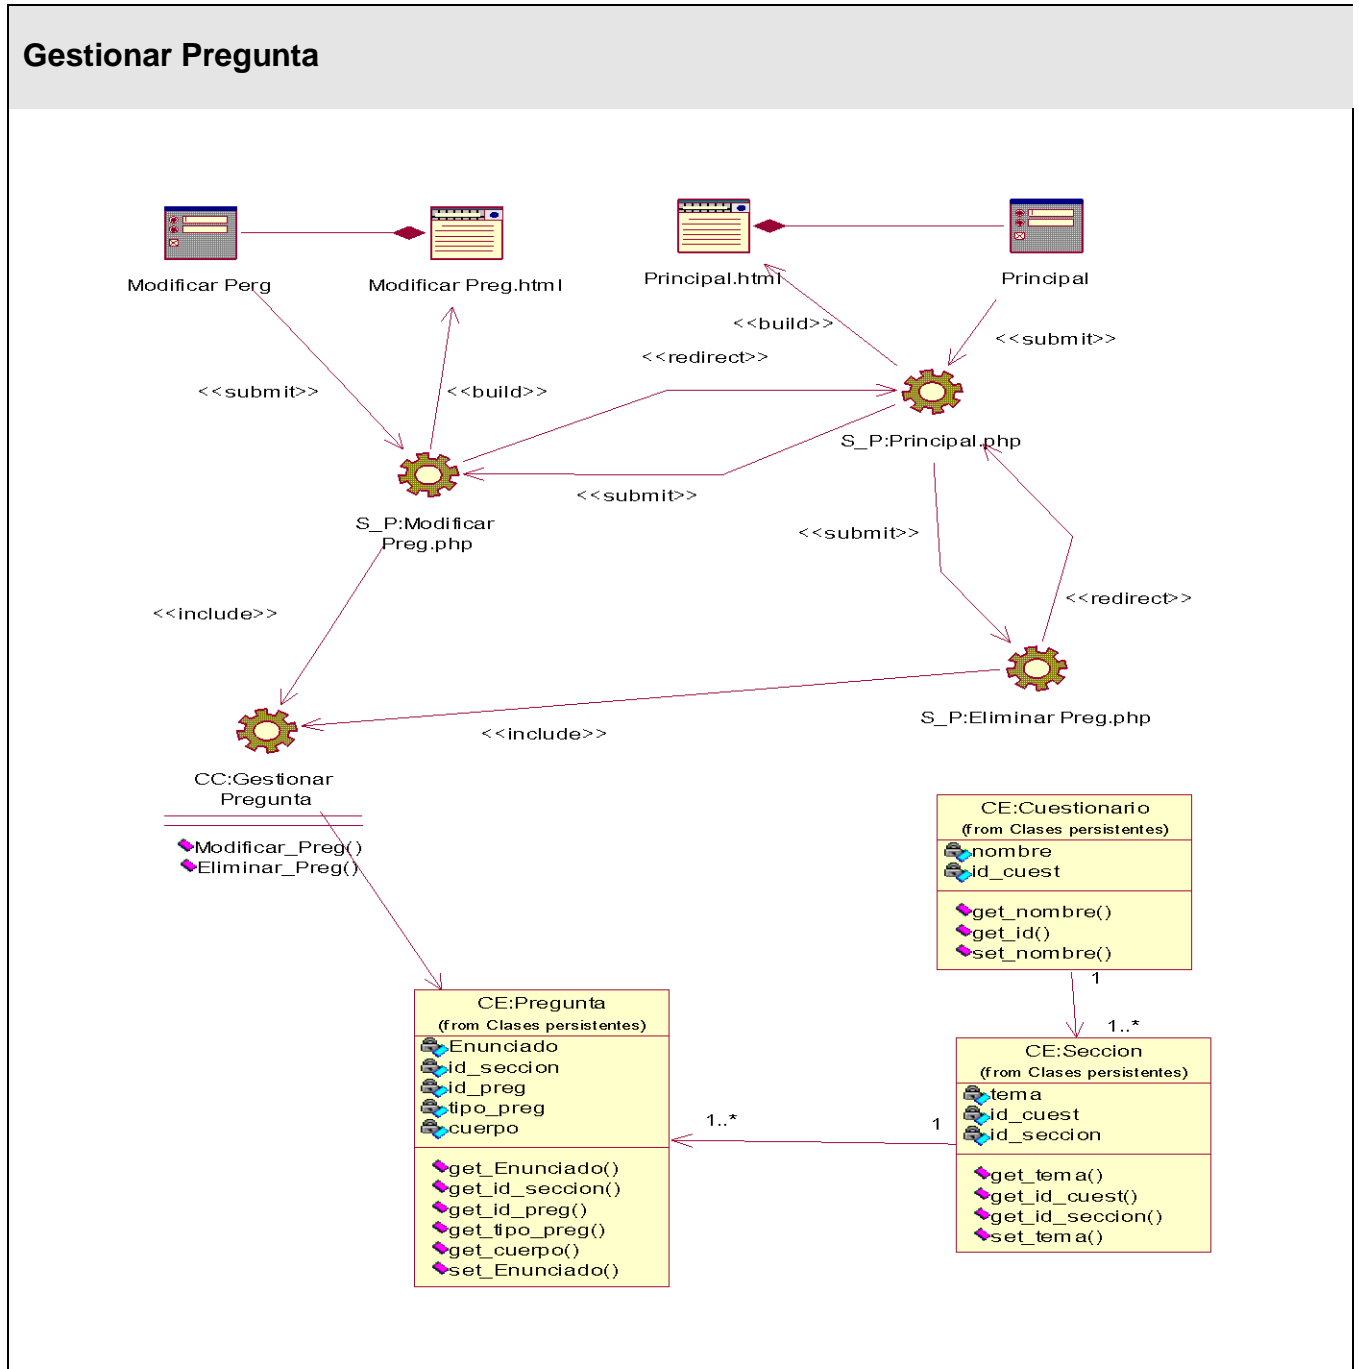 Gestionar Pregunta
Modificar Perg
Modificar Preg.html
Principal.html
Principal
<<build>>
<<submit>>
<<redirect>>
<<submit>>
<<build>>
S_P:Principal.php
<<submit>>
S_P:Modificar
Preg.php
<<submit>>
<<include>>
<<redirect>>
S_P:Eliminar Preg.php
<<include>>
CC:Gestionar
Pregunta
Modificar_Preg()
Eliminar_Preg()
CE:Cuestionario
(from Clases persistentes)
nombre
id_cuest
get_nombre()
get_id()
set_nombre()
1
1..*
CE:Pregunta
(from Clases persistentes)
Enunciado
id_seccion
id_preg
tipo_preg
cuerpo
get_Enunciado()
get_id_seccion()
get_id_preg()
get_tipo_preg()
get_cuerpo()
set_Enunciado()
1..*
1
CE:Seccion
(from Clases persistentes)
tema
id_cuest
id_seccion
get_tema()
get_id_cuest()
get_id_seccion()
set_tema()